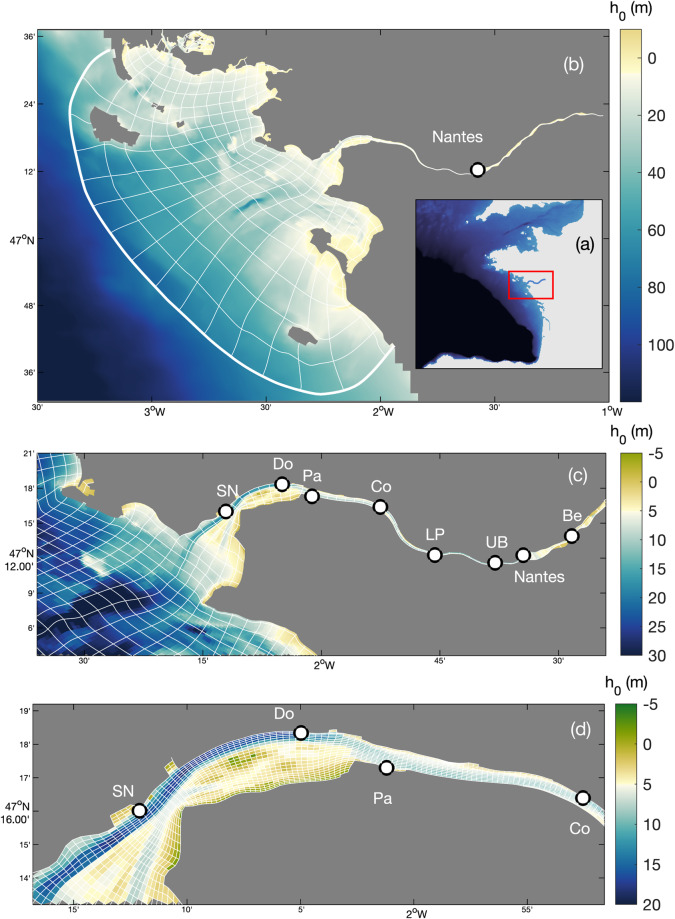 h₀ (m)
36'
24'
12'
47°N
48'
36'
(b)
Nantes
(a)
0
20
40
60
80
100
30'
3°W
30'
2°W
30'
1°W
h₀ (m)
21'
18'
15'
47°N
12.00'
9'
6'
(c)
SN
Do
Pa
Co
LP
UB
Nantes
Be
-5
0
5
10
15
20
25
30
30'
15'
2°W
45'
30'
h₀ (m)
19'
18'
17'
47°N
16.00'
15'
14'
(d)
SN
Do
Pa
Co
-5
0
5
10
15
20
15'
10'
5'
2°W
55'